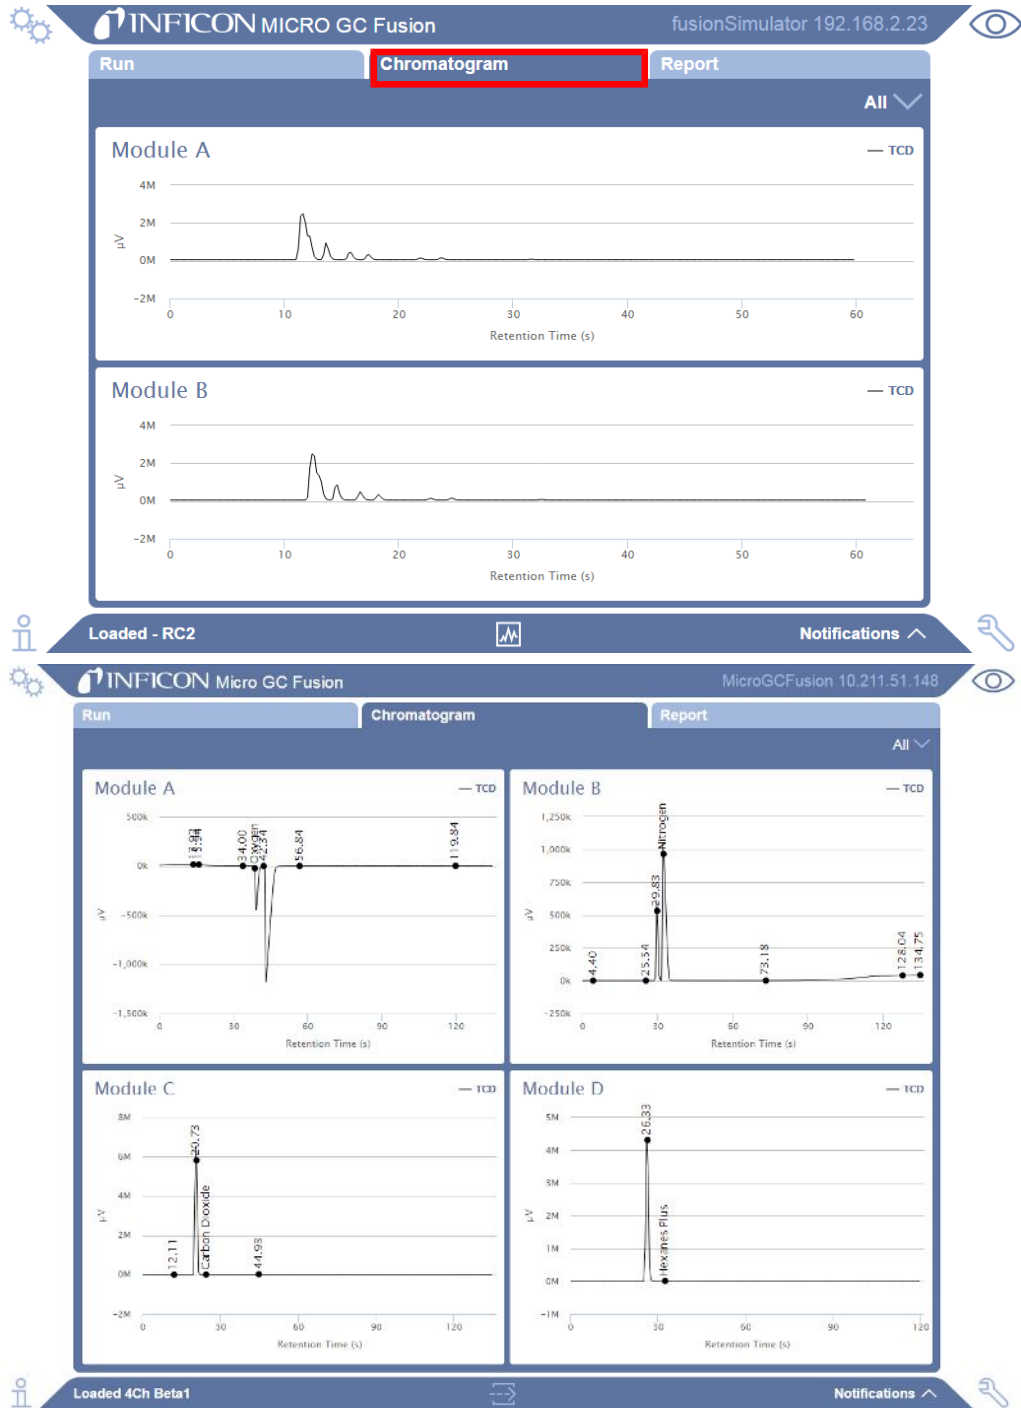 INFICON MICRO GC Fusion fusionSimulator 192.168.2.23
Run Chromatogram Report
All
Module A
TCD
4M
2M
0M
-2M
µV
0 10 20 30 40 50 60
Retention Time (s)
Module B
TCD
4M
2M
0M
-2M
µV
0 10 20 30 40 50 60
Retention Time (s)
Loaded - RC2 Notifications
INFICON Micro GC Fusion MicroGCFusion 10.211.51.148
Run Chromatogram Report
All
Module A
TCD
500k
0k
-500k
-1,000k
-1,500k
µV
34.00
Oxygen
42.34
56.84
119.84
0 30 60 90 120
Retention Time (s)
Module B
TCD
1,250k
1,000k
750k
500k
250k
0k
-250k
µV
4.40
25.54
29.83
Nitrogen
73.18
128.04
134.75
0 30 60 90 120
Retention Time (s)
Module C
TCD
8M
6M
4M
2M
0M
-2M
µV
12.11
20.73
Carbon Dioxide
44.93
0 30 60 90 120
Retention Time (s)
Module D
TCD
5M
4M
3M
2M
1M
0M
-1M
µV
26.33
Hexanes Plus
0 30 60 90 120
Retention Time (s)
Loaded 4Ch Beta1 Notifications